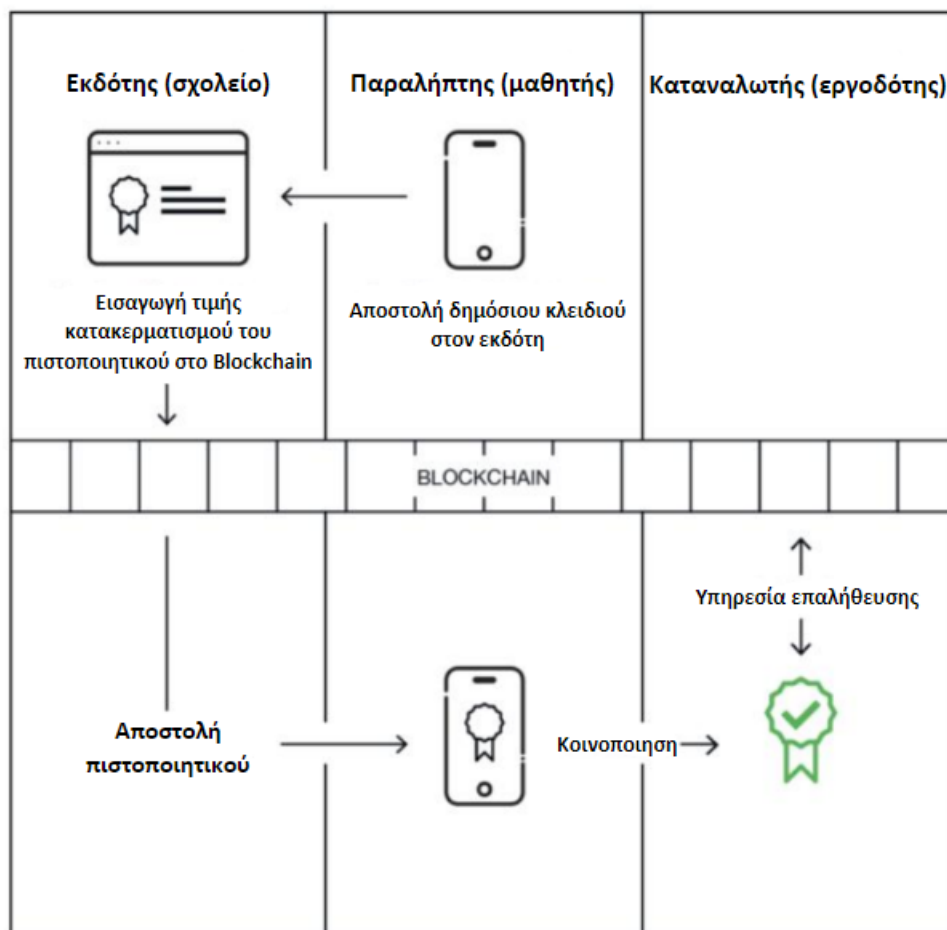 Εκδότης (σχολείο)
Παραλήπτης (μαθητής)
Καταναλωτής (εργοδότης)
Εισαγωγή τιμής
κατακερματισμού του
πιστοποιητικού στο Blockchain
Αποστολή δημόσιου κλειδιού
στον εκδότη
BLOCKCHAIN
Υπηρεσία επαλήθευσης
Αποστολή
πιστοποιητικού
Κοινοποιηση